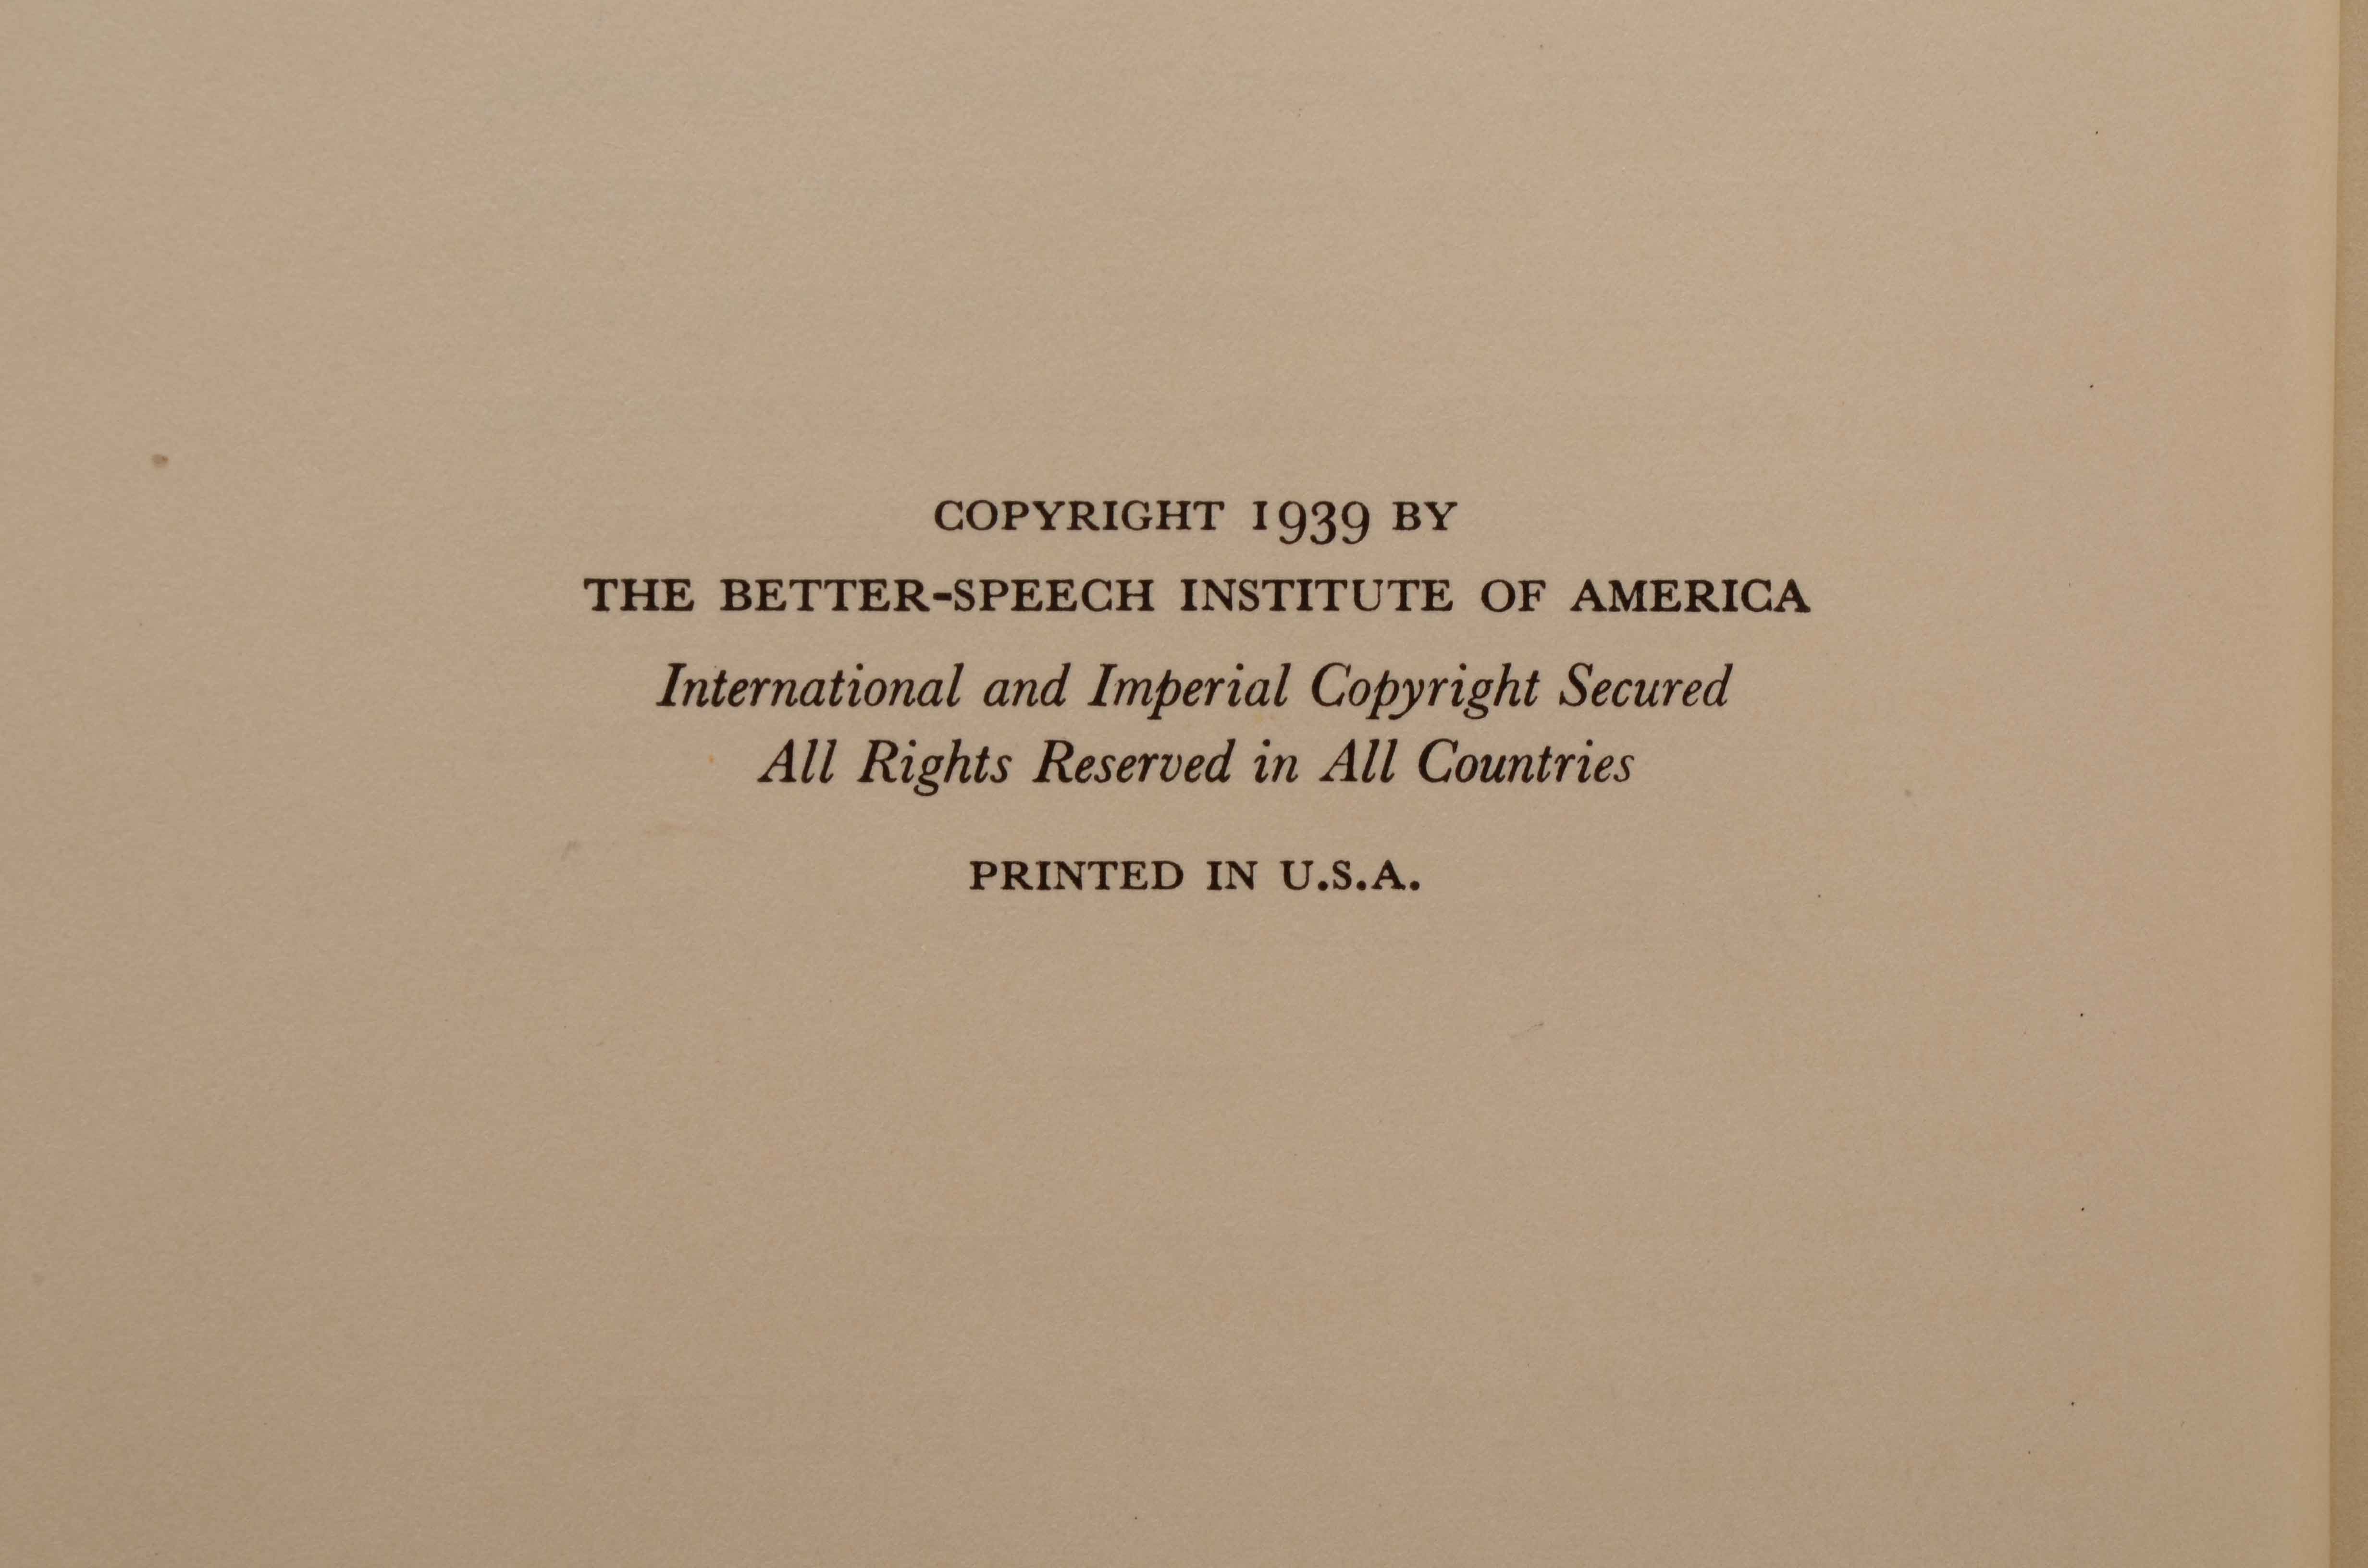 COPYRIGHT 1939 BY
THE BETTER-SPEECH INSTITUTE OF AMERICA
International and Imperial Copyright Secured
All Rights Reserved in All Countries
PRINTED IN U.S.A.